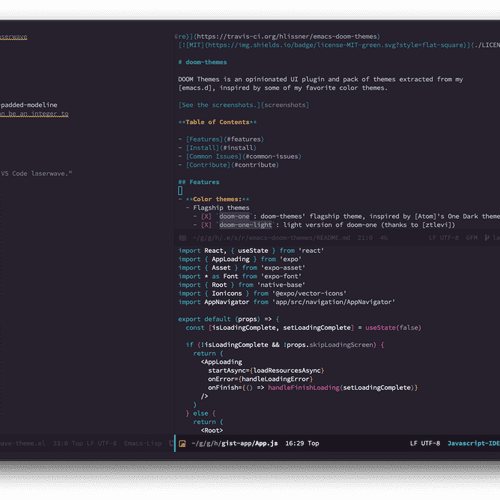 aserwave
-padded-modeline
n be an integer to
VS Code laserwave."
ave-theme.el 13:0 Top LF UTF-8 Emacs-Lisp
re)](https://travis-ci.org/hlissner/emacs-doom-themes)
[![MIT](https://img.shields.io/badge/license-MIT-green.svg?style=flat-square)](./LICEN
# doom-themes
DOOM Themes is an opinionated UI plugin and pack of themes extracted from my
[emacs.d], inspired by some of my favorite color themes.
[See the screenshots.][screenshots]
**Table of Contents**
- [Features](#features)
- [Install](#install)
- [Common Issues](#common-issues)
- [Contribute](#contribute)
## Features
- **Color themes:**
- Flagship themes
- [X] `doom-one`: doom-themes' flagship theme, inspired by [Atom]'s One Dark theme
- [X] `doom-one-light`: light version of doom-one (thanks to [ztlevi])
emacs-doom-themes/README.md 21:0 4% LF UTF-8 GFM
import React, { useState } from 'react'
import { AppLoading } from 'expo'
import { Asset } from 'expo-asset'
import * as Font from 'expo-font'
import { Root } from 'native-base'
import { Ionicons } from '@expo/vector-icons'
import AppNavigator from 'app/src/navigation/AppNavigator'
export default (props) => {
const [isLoadingComplete, setLoadingComplete] = useState(false)
if (!isLoadingComplete && !props.skipLoadingScreen) {
return (
<AppLoading
startAsync={loadResourcesAsync}
onError={handleLoadingError}
onFinish={() => handleFinishLoading(setLoadingComplete)}
/>
)
} else {
return (
<Root>
~/g/g/h/gist-app/App.js 16:29 Top LF UTF-8 Javascript-IDE